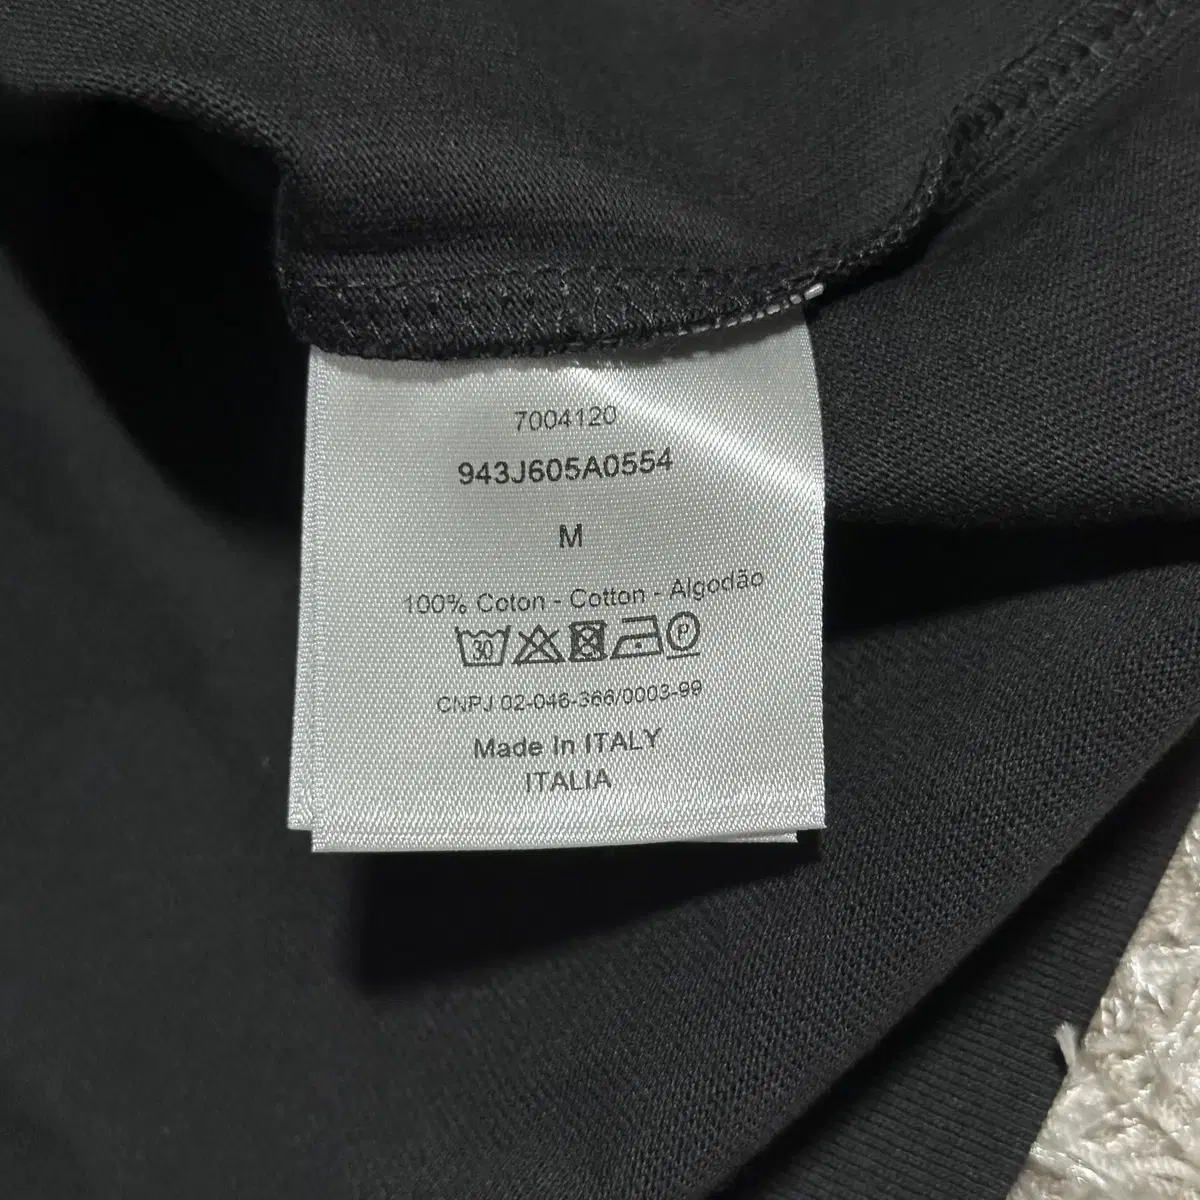 7004120
943J605A0554
M
100% Coton - Cotton - Algodão
30 P
CNPJ 02-046-366/0003-99
Made In ITALY
ITALIA